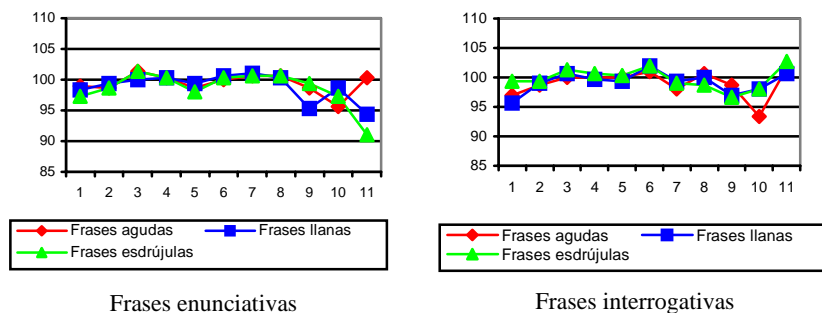 110
105
100
95
90
85
1 2 3 4 5 6 7 8 9 10 11
Frases agudas Frases llanas
Frases esdrújulas
Frases enunciativas
110
105
100
95
90
85
1 2 3 4 5 6 7 8 9 10 11
Frases agudas Frases llanas
Frases esdrújulas
Frases interrogativas